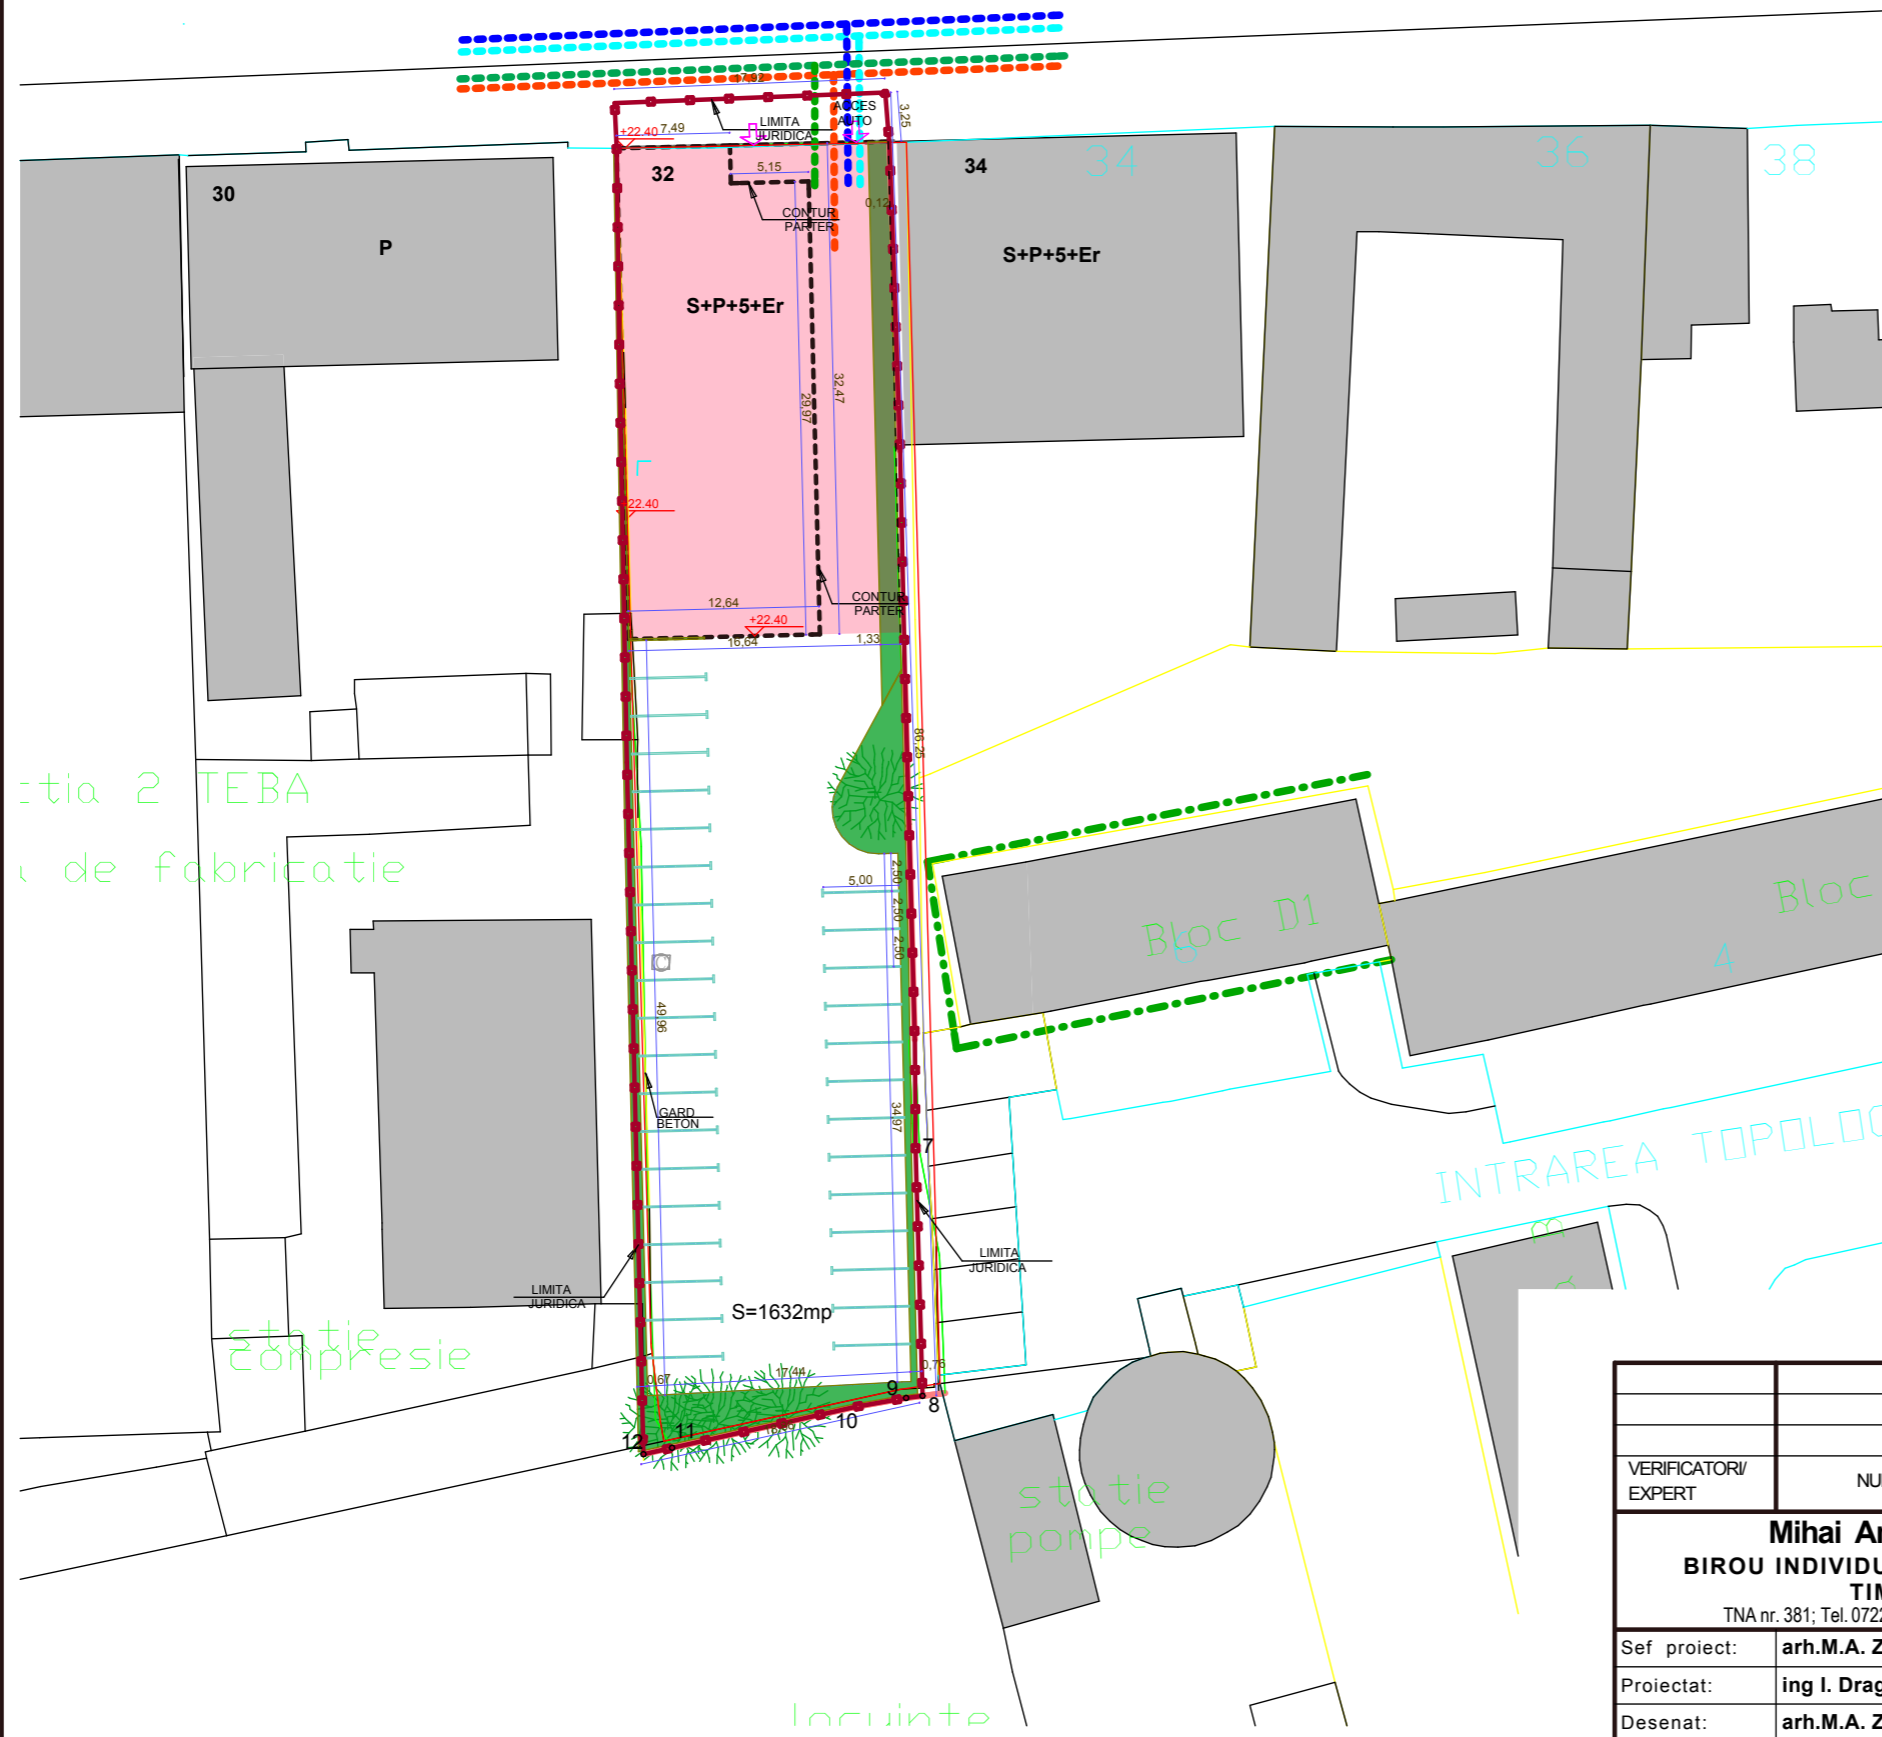 17,92
3,25
ACCES
AUTO
LIMITA
JURIDICA
+22.40
7,49
32
5,15
CONTUR
PARTER
0,12
30
P
34
34
36
38
S+P+5+Er
S+P+5+Er
32,47
29,97
22.40
12,64
CONTUR
PARTER
+22.40
16,64
1,33
86,25
2 TEBA
de fabricatie
5,00
2,50
2,50
2,50
Bloc D1
Bloc
4
49,96
GARD
BETON
34,97
7
INTRAREA
LIMITA
JURIDICA
LIMITA
JURIDICA
S=1632mp
statie
compresie
0,67
17,44
0,76
9
8
10
11
12
statie
pompe
locuinte
VERIFICATORI/
EXPERT
Mihai
BIROU
TNA nr. 381; Tel.
Sef proiect: arh.M.A. Z
Proiectat: ing I. Drag
Desenat: arh.M.A. Z